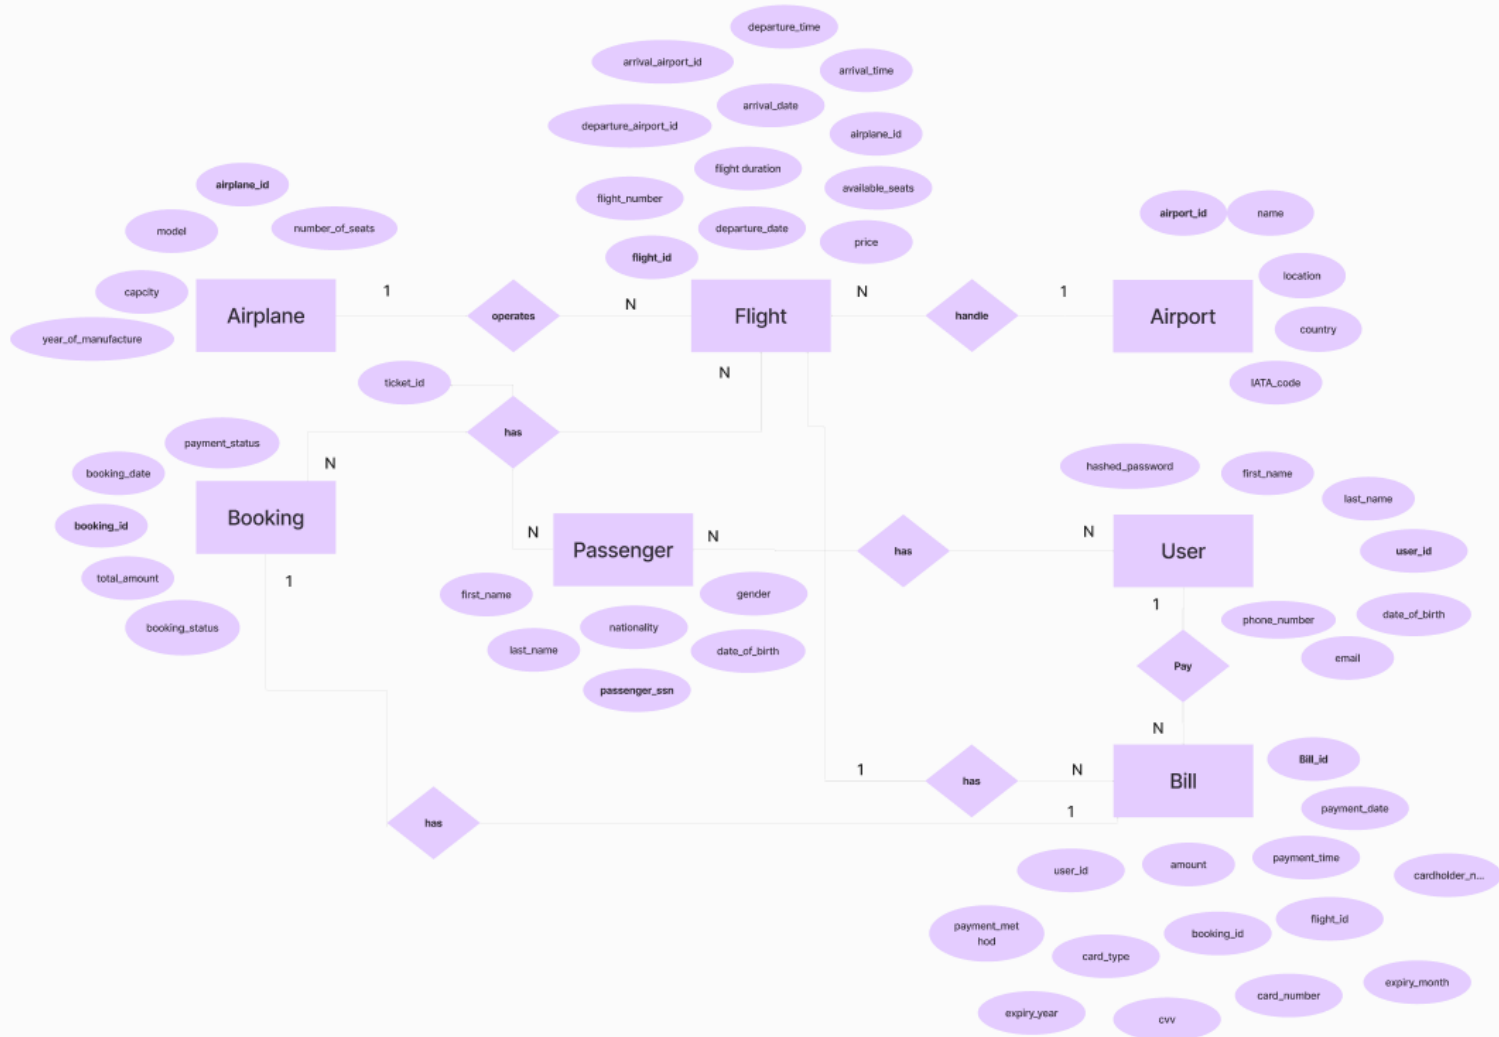 departure_time
arrival_airport_id
arrival_time
arrival_date
departure_airport_id
airplane_id
flight duration
available_seats
flight_number
departure_date
price
flight_id
airplane_id
model
number_of_seats
capcity
year_of_manufacture
airport_id
name
location
country
IATA_code
Airplane
1
operates
N
Flight
N
handle
1
Airport
ticket_id
N
has
payment_status
N
booking_date
booking_id
Booking
total_amount
1
booking_status
N
Passenger
N
has
N
User
hashed_password
first_name
last_name
user_id
date_of_birth
phone_number
email
first_name
gender
nationality
last_name
date_of_birth
passenger_ssn
1
Pay
N
1
has
N
Bill
1
has
Bill_id
payment_date
payment_time
amount
user_id
cardholder_n...
flight_id
booking_id
payment_met
hod
card_type
expiry_month
card_number
expiry_year
cvv